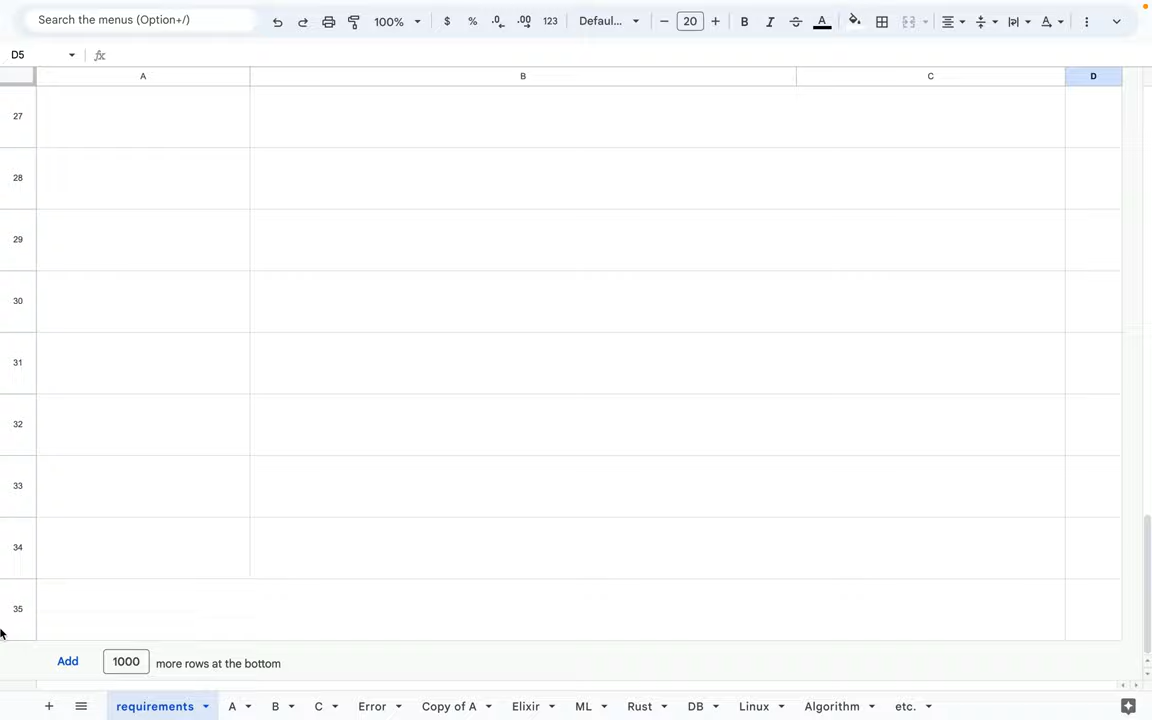 Search the menus (Option+/)
100%
$
%
.0
.00
123
Defaul...
20
B
I
S
A
A
D5
fx
A
B
C
D
27
28
29
30
31
32
33
34
35
Add
1000
more rows at the bottom
requirements
A
B
C
Error
Copy of A
Elixir
ML
Rust
DB
Linux
Algorithm
etc.